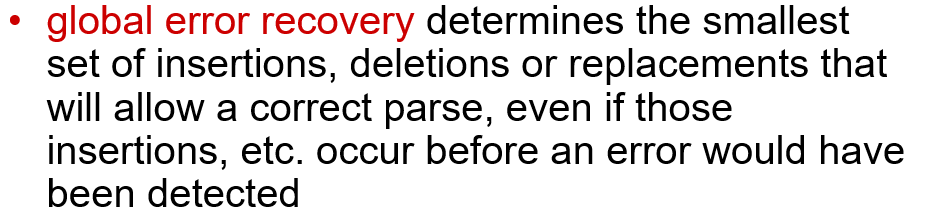 • global error recovery determines the smallest
set of insertions, deletions or replacements that
will allow a correct parse, even if those
insertions, etc. occur before an error would have
been detected